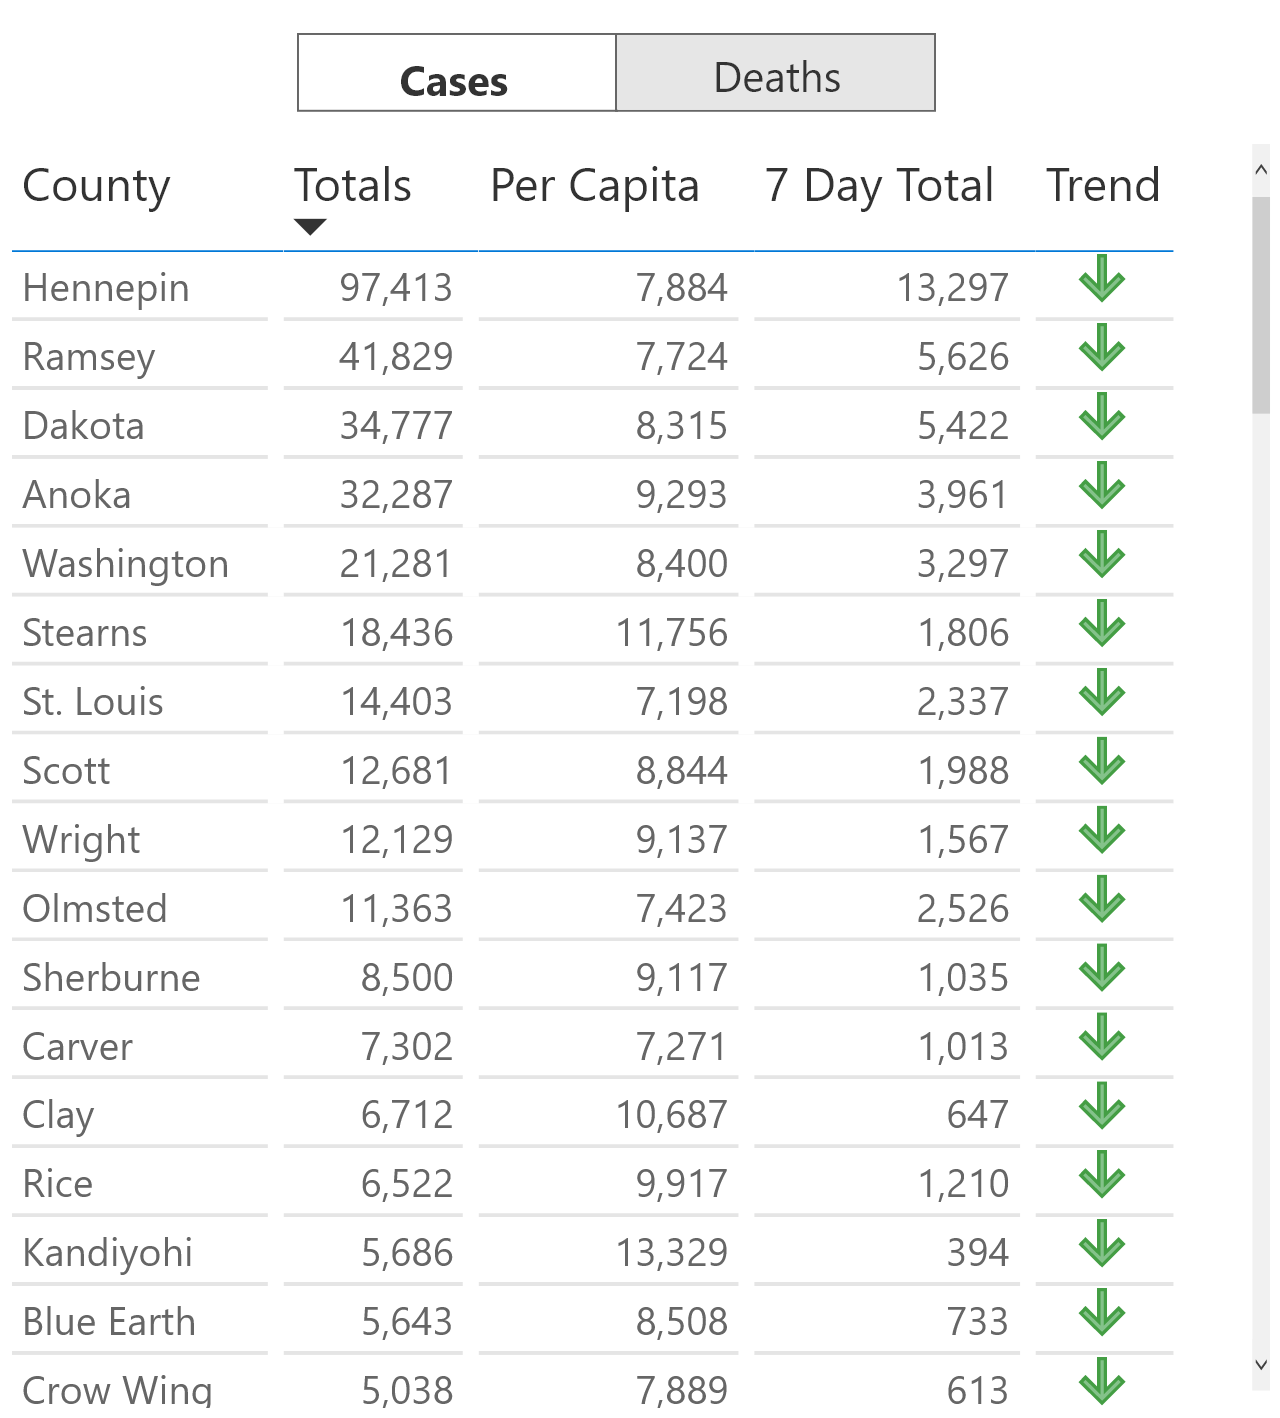 Cases Deaths
County Totals Per Capita 7 Day Total Trend
Hennepin 97,413 7,884 13,297
Ramsey 41,829 7,724 5,626
Dakota 34,777 8,315 5,422
Anoka 32,287 9,293 3,961
Washington 21,281 8,400 3,297
Stearns 18,436 11,756 1,806
St. Louis 14,403 7,198 2,337
Scott 12,681 8,844 1,988
Wright 12,129 9,137 1,567
Olmsted 11,363 7,423 2,526
Sherburne 8,500 9,117 1,035
Carver 7,302 7,271 1,013
Clay 6,712 10,687 647
Rice 6,522 9,917 1,210
Kandiyohi 5,686 13,329 394
Blue Earth 5,643 8,508 733
Crow Wing 5,038 7,889 613